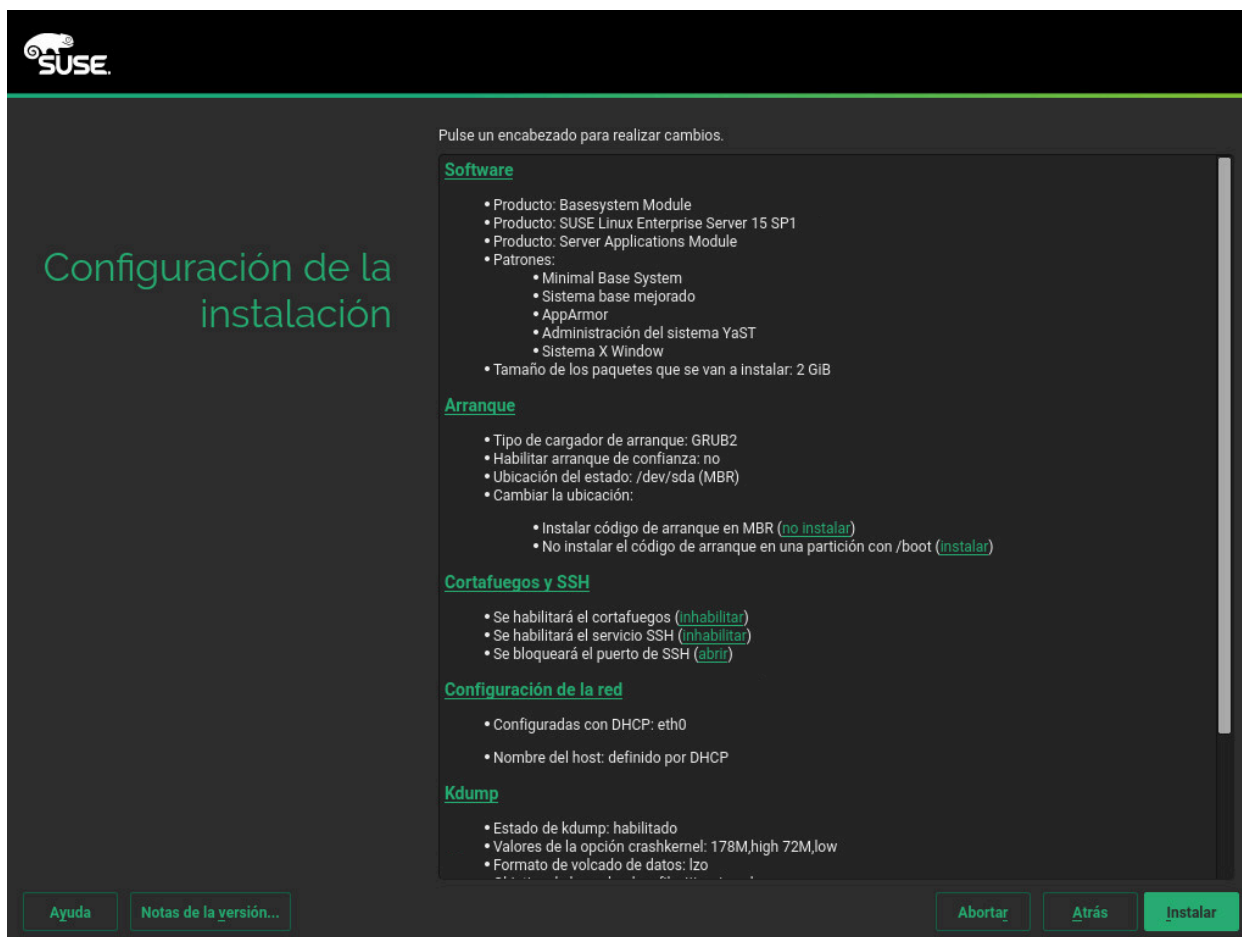 SUSE.
Pulse un encabezado para realizar cambios.
Configuración de la
instalación
Software
• Producto: Basesystem Module
• Producto: SUSE Linux Enterprise Server 15 SP1
• Producto: Server Applications Module
• Patrones:
• Minimal Base System
• Sistema base mejorado
• AppArmor
• Administración del sistema YaST
• Sistema X Window
• Tamaño de los paquetes que se van a instalar: 2 GiB
Arranque
• Tipo de cargador de arranque: GRUB2
• Habilitar arranque de confianza: no
• Ubicación del estado: /dev/sda (MBR)
• Cambiar la ubicación:
• Instalar código de arranque en MBR (no instalar)
• No instalar el código de arranque en una partición con /boot (instalar)
Cortafuegos y SSH
• Se habilitará el cortafuegos (inhabilitar)
• Se habilitará el servicio SSH (inhabilitar)
• Se bloqueará el puerto de SSH (abrir)
Configuración de la red
• Configuradas con DHCP: eth0
• Nombre del host: definido por DHCP
Kdump
• Estado de kdump: habilitado
• Valores de la opción crashkernel: 178M,high 72M,low
• Formato de volcado de datos: lzo
Ayuda
Notas de la versión...
Abortar
Atrás
Instalar